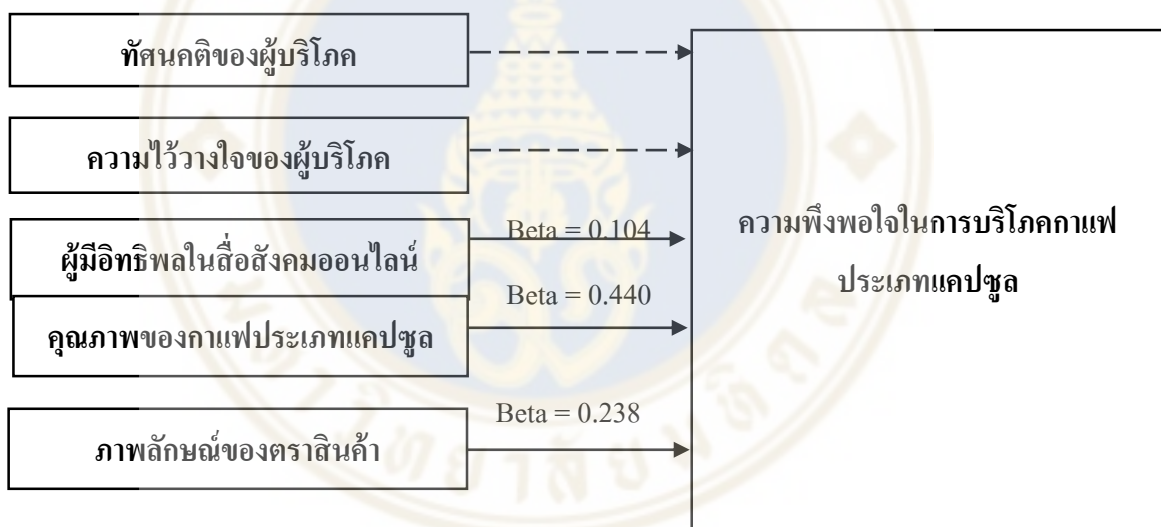 ทัศนคติของผู้บริโภค
ความไว้วางใจของผู้บริโภค
ผู้มีอิทธิพลในสื่อสังคมออนไลน์
Beta = 0.104
คุณภาพของกาแฟประเภทแคปซูล
Beta = 0.440
ภาพลักษณ์ของตราสินค้า
Beta = 0.238
ความพึงพอใจในการบริโภคกาแฟ
ประเภทแคปซูล